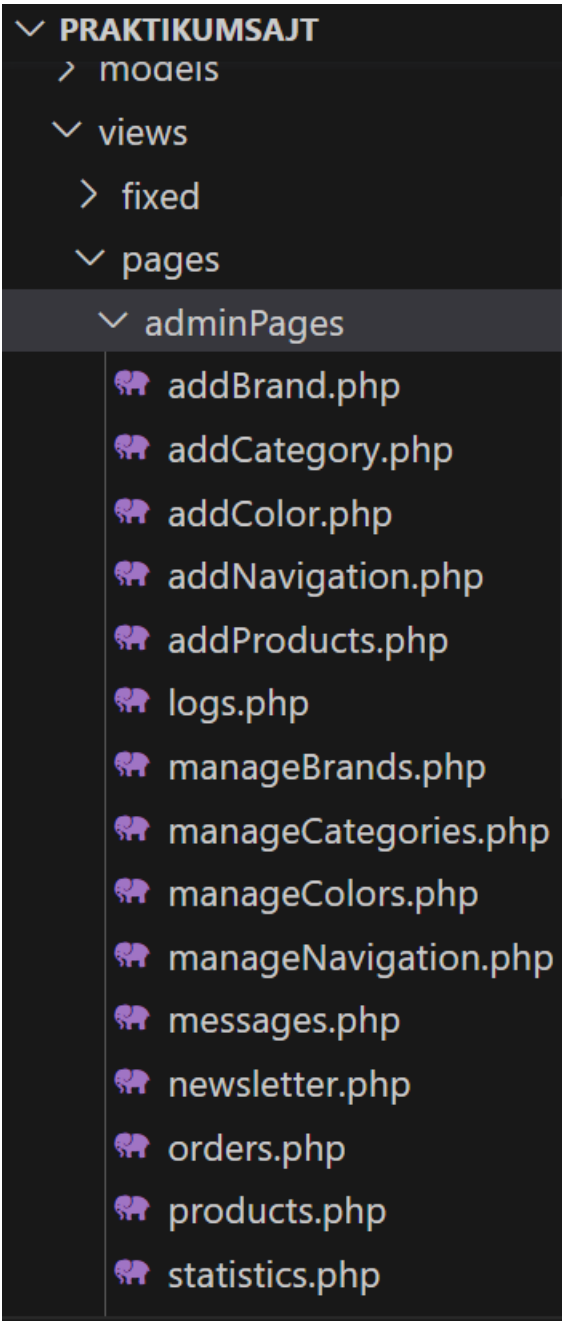 PRAKTIKUMSAJT
models
views
fixed
pages
adminPages
addBrand.php
addCategory.php
addColor.php
addNavigation.php
addProducts.php
logs.php
manageBrands.php
manageCategories.php
manageColors.php
manageNavigation.php
messages.php
newsletter.php
orders.php
products.php
statistics.php